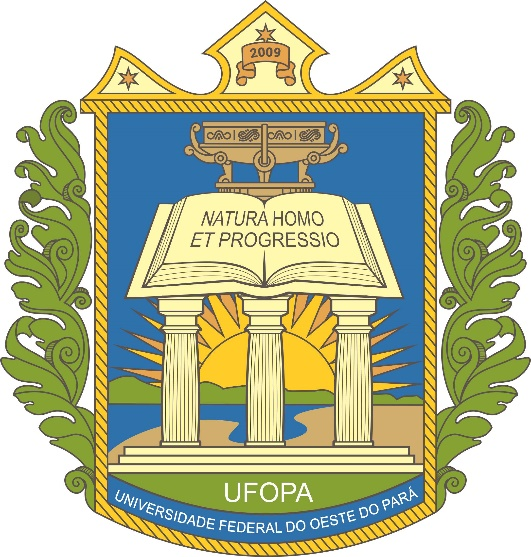 2009
NATURA HOMO
ET PROGRESSIO
UFOPA
UNIVERSIDADE FEDERAL DO OESTE DO PARÁ